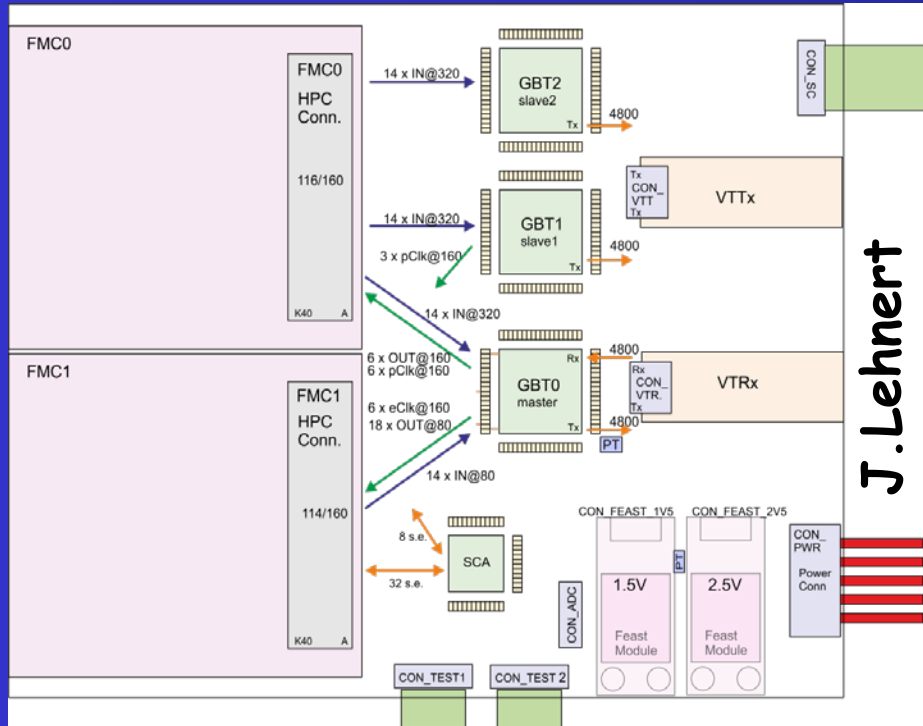 FMC0
FMC0
HPC
Conn.
116/160
K40 A
14 x IN@320
GBT2
slave2
Tx
4800
CON_SC
14 x IN@320
3 x pClk@160
GBT1
slave1
Tx
4800
Tx
CON_
VTT
Tx
VTTx
14 x IN@320
6 x OUT@160
6 x pClk@160
Rx
GBT0
master
Tx
4800
4800
PT
Rx
CON_
VTR.
Tx
VTRx
J.Lehnert
FMC1
FMC1
HPC
Conn.
114/160
K40 A
6 x eClk@160
18 x OUT@80
14 x IN@80
8 s.e.
32 s.e.
SCA
CON_ADC
CON_FEAST_1V5
1.5V
Feast
Module
PT
CON_FEAST_2V5
2.5V
Feast
Module
CON_
PWR
Power
Conn
CON_TEST1
CON_TEST 2